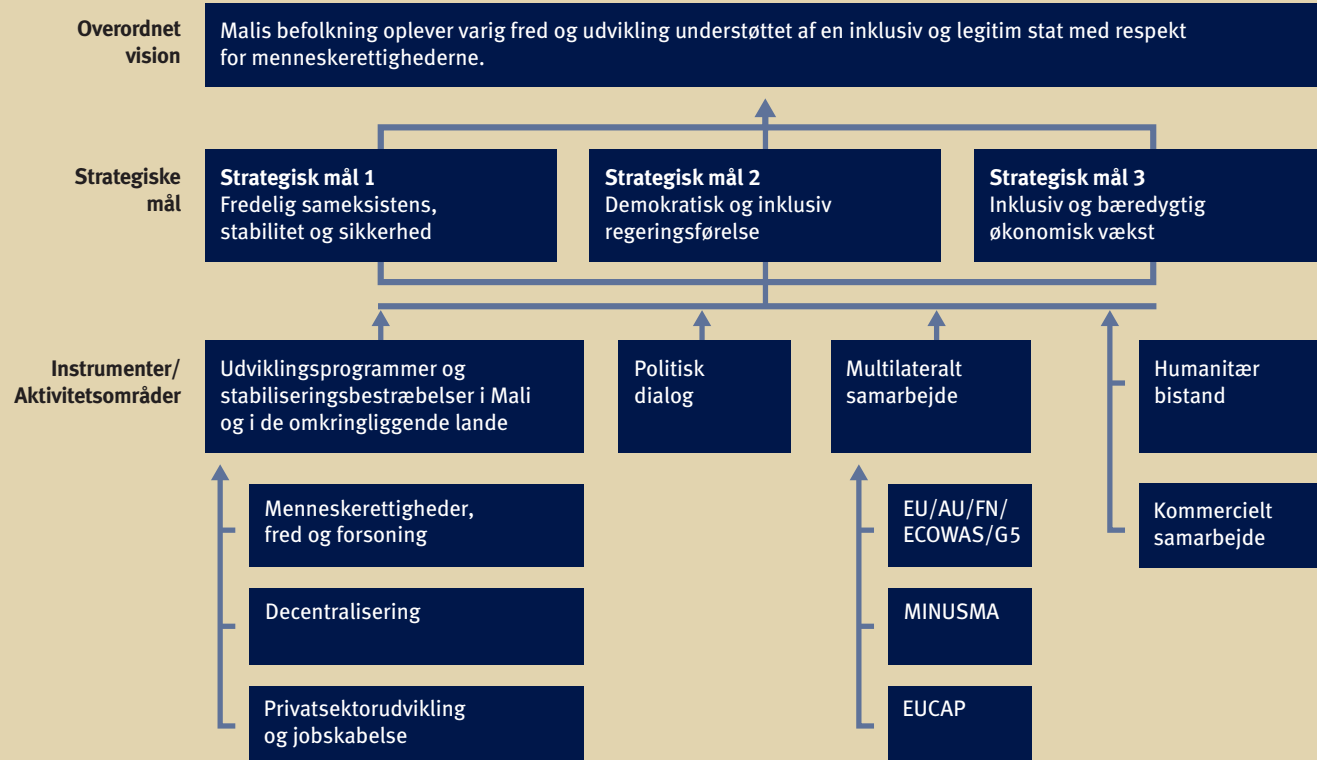 Overordnet
vision
Malis befolkning oplever varig fred og udvikling understøttet af en inklusiv og legitim stat med respekt
for menneskerettighederne.
Strategiske
mål
Strategisk mål 1
Fredelig sameksistens,
stabilitet og sikkerhed
Strategisk mål 2
Demokratisk og inklusiv
regeringsførelse
Strategisk mål 3
Inklusiv og bæredygtig
økonomisk vækst
Instrumenter/
Aktivitetsområder
Udviklingsprogrammer og
stabiliseringsbestræbelser i Mali
og i de omkringliggende lande
Politisk
dialog
Multilateralt
samarbejde
Humanitær
bistand
Menneskerettigheder,
fred og forsoning
Decentralisering
Privatsektorudvikling
og jobskabelse
EU/AU/FN/
ECOWAS/G5
MINUSMA
EUCAP
Kommercielt
samarbejde